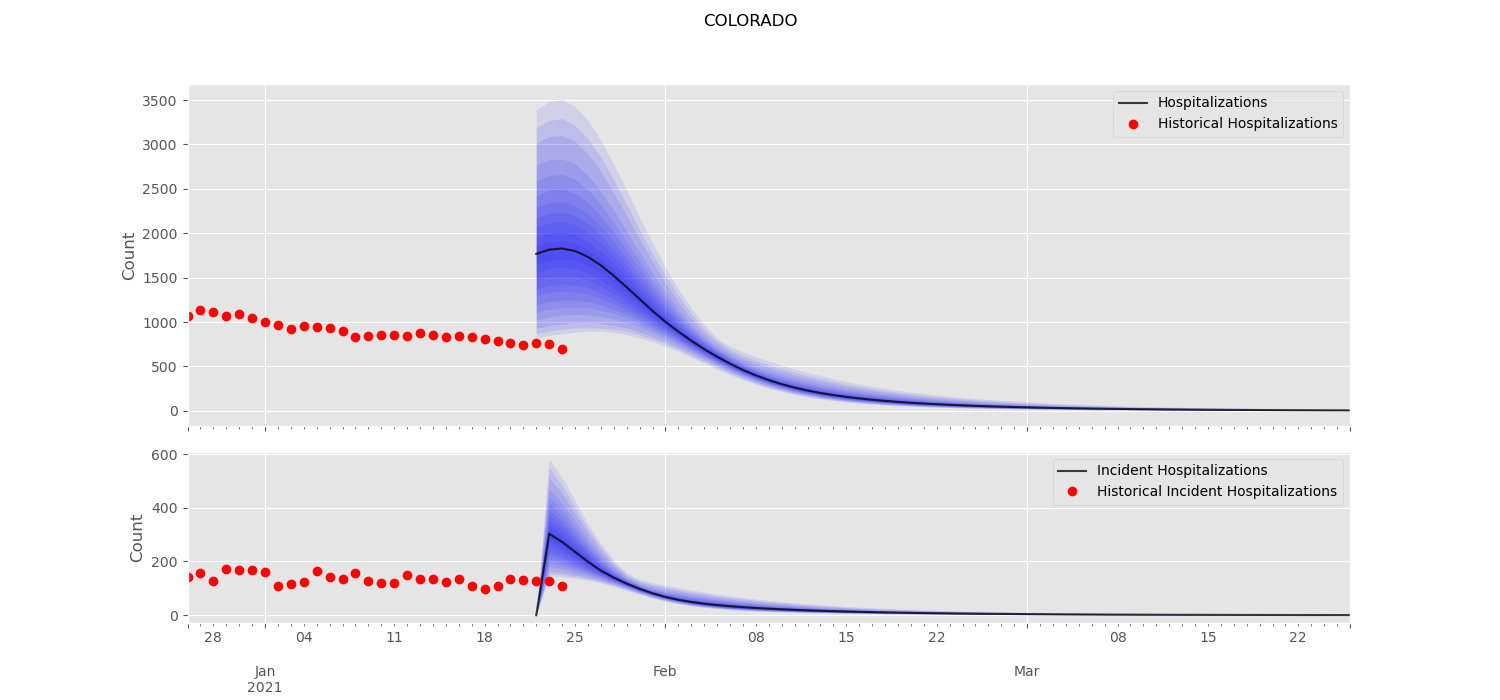 COLORADO
3500
3000
2500
2000
1500
1000
500
0
Count
Hospitalizations
Historical Hospitalizations
600
400
200
0
Count
Incident Hospitalizations
Historical Incident Hospitalizations
28 04 11 18 25 08 15 22 08 15 22
Jan Feb Mar
2021